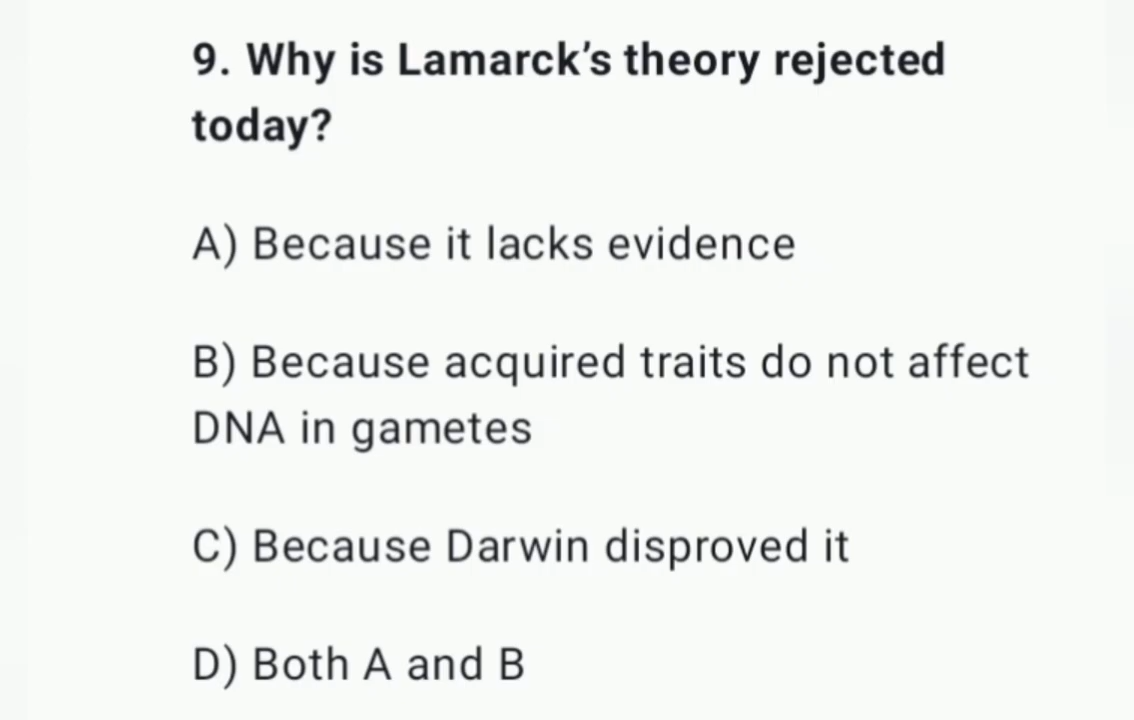 9. Why is Lamarck’s theory rejected
today?
A) Because it lacks evidence
B) Because acquired traits do not affect
DNA in gametes
C) Because Darwin disproved it
D) Both A and B